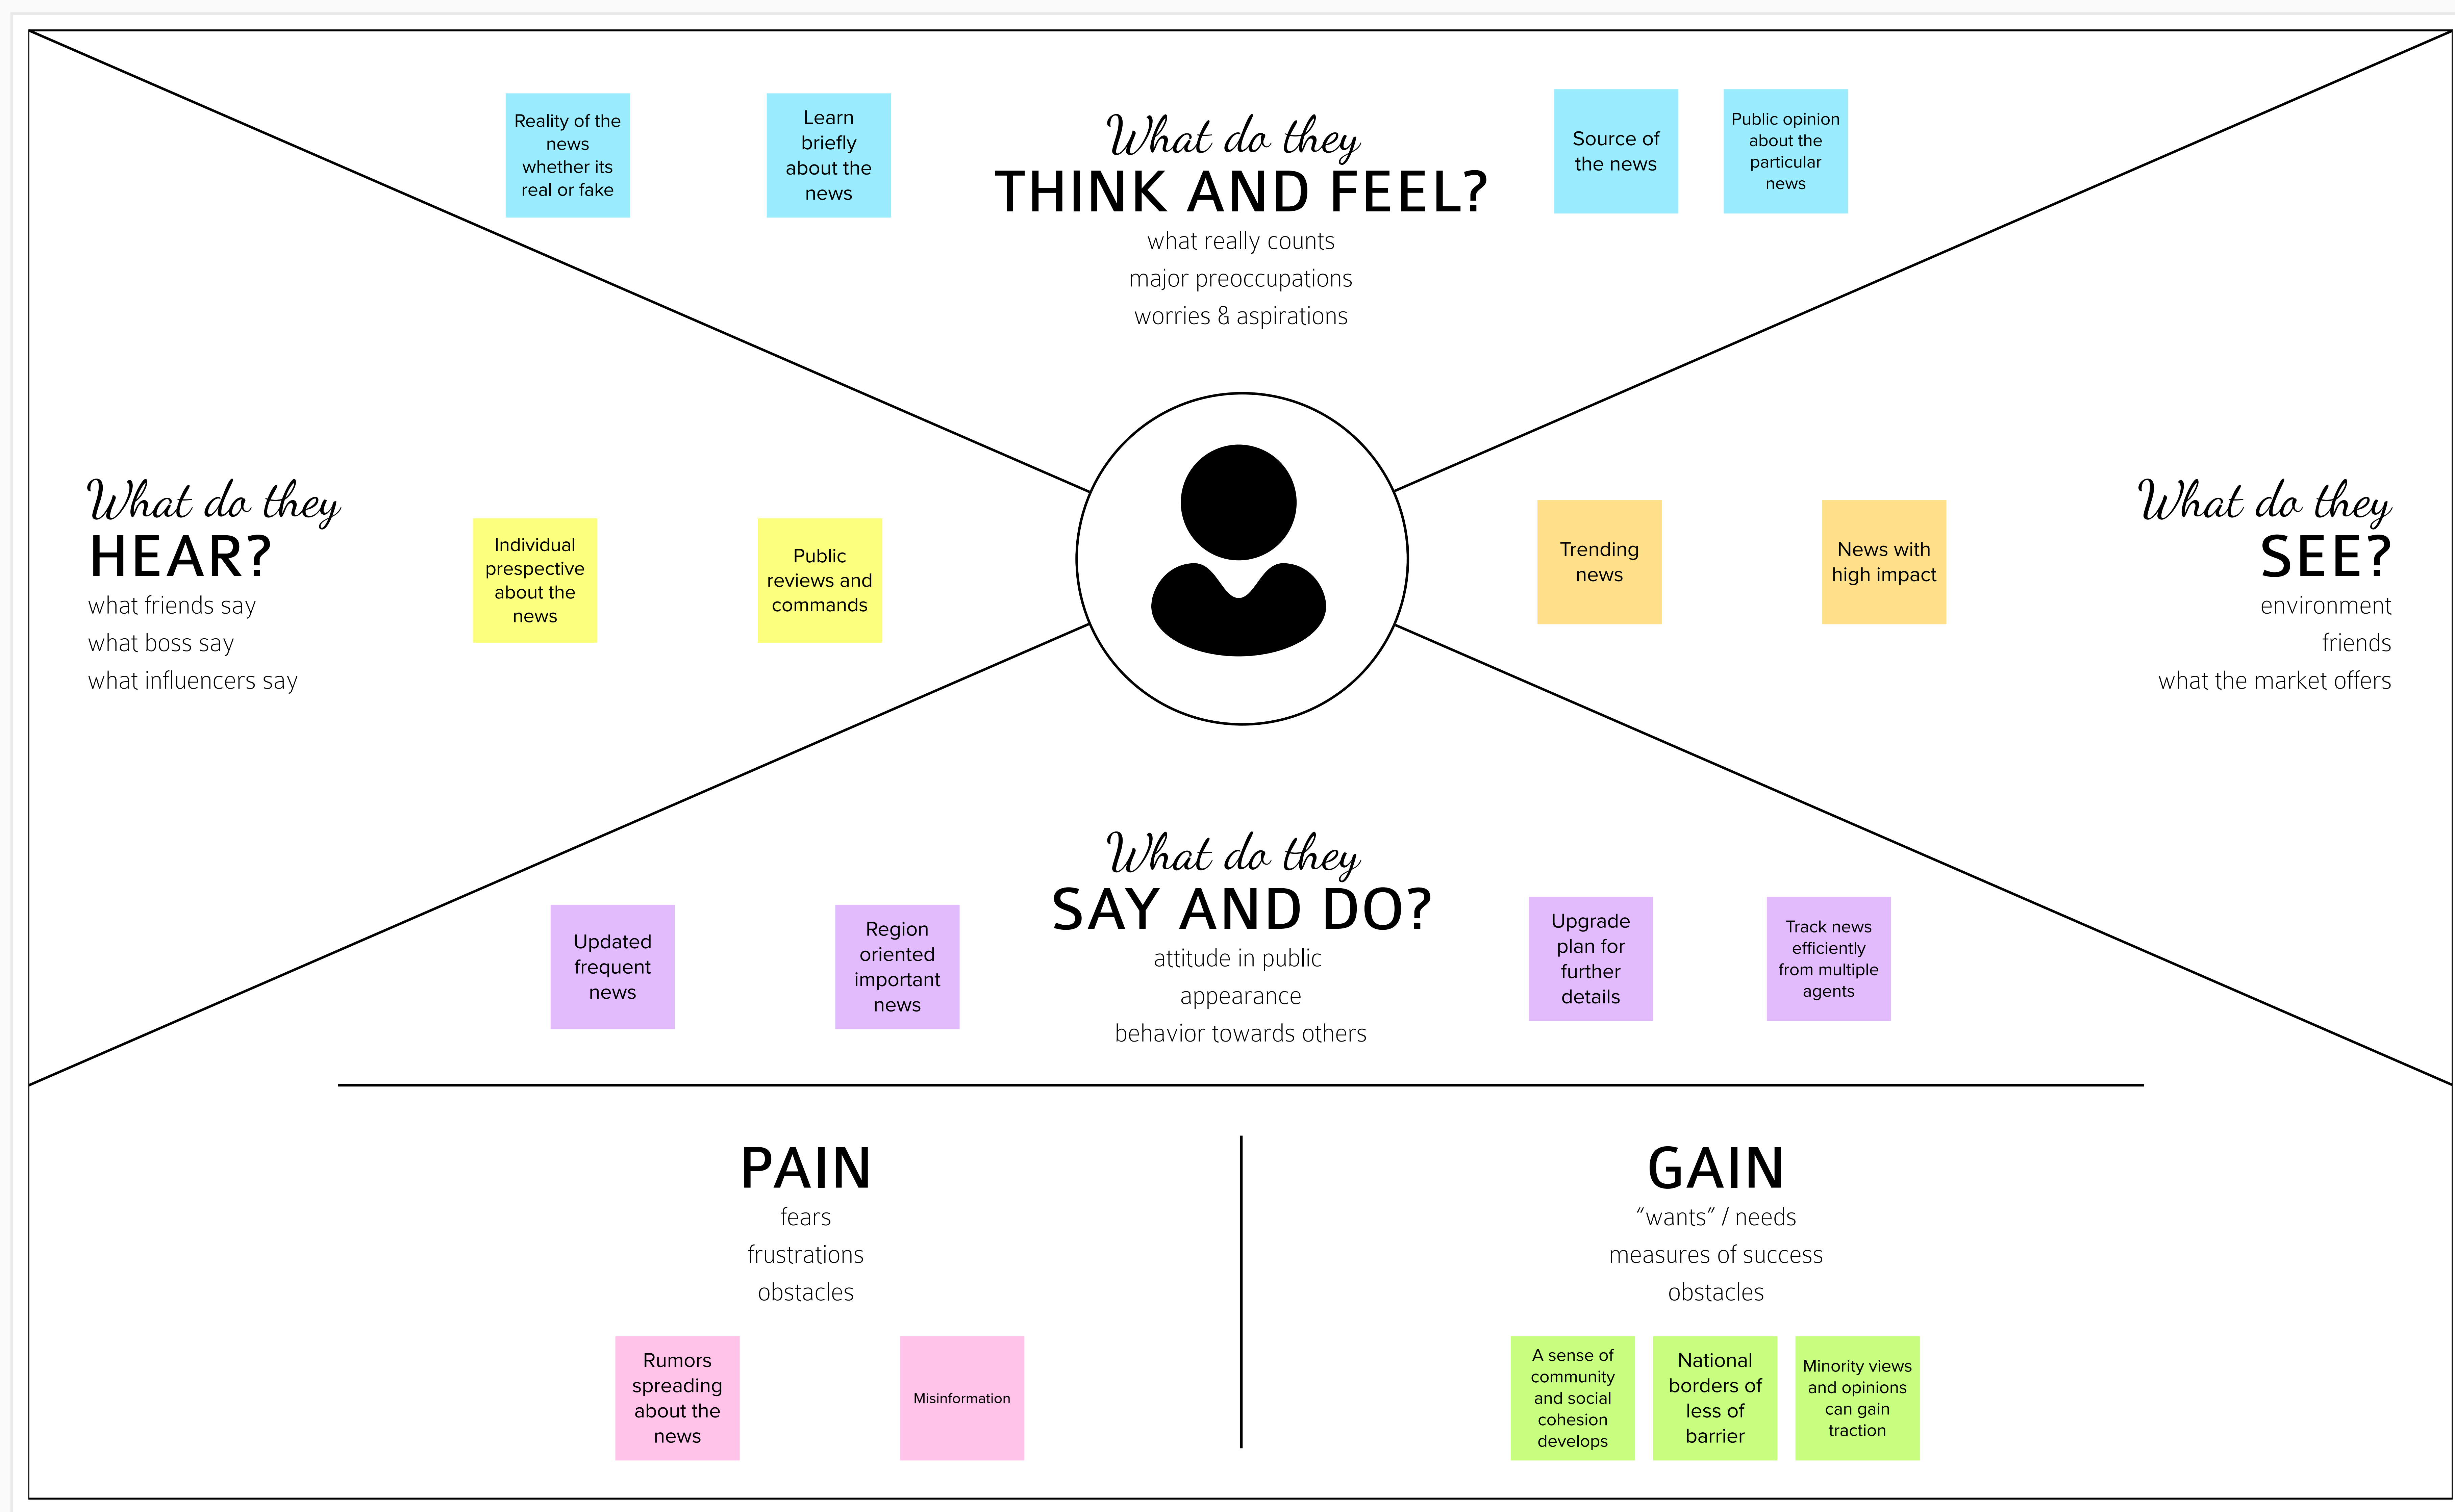 Reality of the
news
whether its
real or fake
Learn
briefly
about the
news
What do they
THINK AND FEEL?
what really counts
major preoccupations
worries & aspirations
Source of
the news
Public opinion
about the
particular
news
What do they
HEAR?
what friends say
what boss say
what influencers say
Individual
prespective
about the
news
Public
reviews and
commands
Trending
news
News with
high impact
What do they
SEE?
environment
friends
what the market offers
Updated
frequent
news
Region
oriented
important
news
What do they
SAY AND DO?
attitude in public
appearance
behavior towards others
Upgrade
plan for
further
details
Track news
efficiently
from multiple
agents
PAIN
fears
frustrations
obstacles
Rumors
spreading
about the
news
Misinformation
GAIN
“wants” / needs
measures of success
obstacles
A sense of
community
and social
cohesion
develops
National
borders of
less of
barrier
Minority views
and opinions
can gain
traction